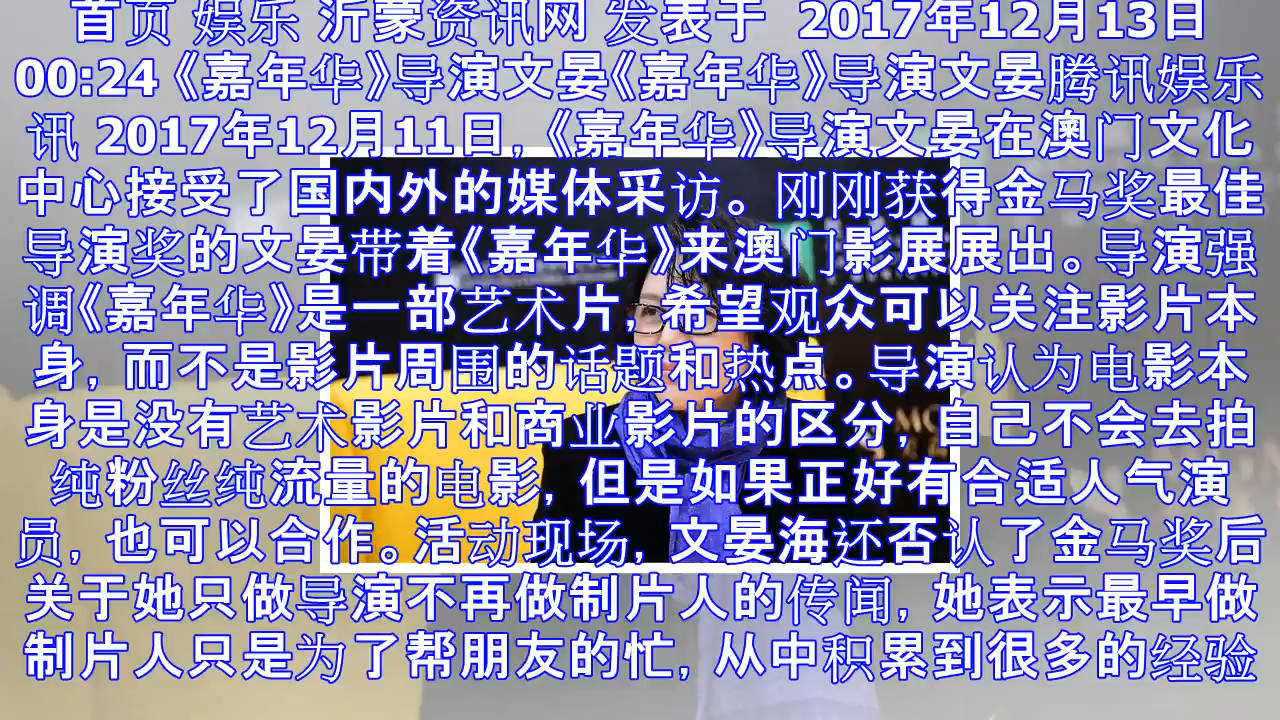 首页 娱乐 沂蒙资讯网 发表于 2017年12月13日
00:24《嘉年华》导演文晏《嘉年华》导演文晏腾讯娱乐
讯 2017年12月11日,《嘉年华》导演文晏在澳门文化
中心接受了国内外的媒体采访。刚刚获得金马奖最佳
导演奖的文晏带着《嘉年华》来澳门影展展出。导演强
调《嘉年华》是一部艺术片, 希望观众可以关注影片本
身, 而不是影片周围的话题和热点。导演认为电影本
身是没有艺术影片和商业影片的区分, 自己不会去拍
纯粉丝纯流量的电影, 但是如果正好有合适人气演
员, 也可以合作。活动现场, 文晏海还否认了金马奖后
关于她只做导演不再做制片人的传闻, 她表示最早做
制片人只是为了帮朋友的忙, 从中积累到很多的经验